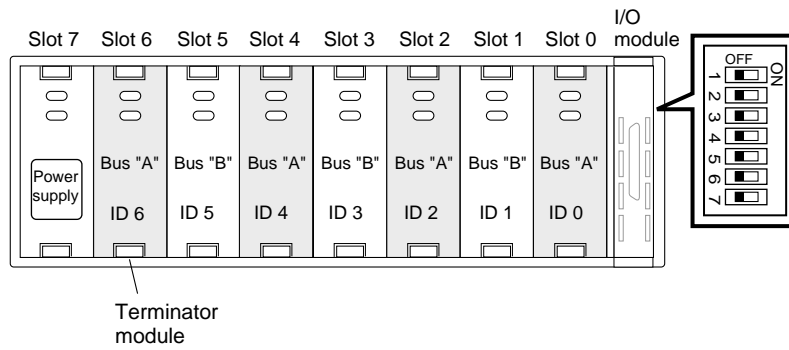 I/O
module
Slot 7 Slot 6 Slot 5 Slot 4 Slot 3 Slot 2 Slot 1 Slot 0
OFF
ON
1
2
3
4
5
6
7
Power
supply
Bus "A" Bus "B" Bus "A" Bus "B" Bus "A" Bus "B" Bus "A"
ID 6 ID 5 ID 4 ID 3 ID 2 ID 1 ID 0
Terminator
module